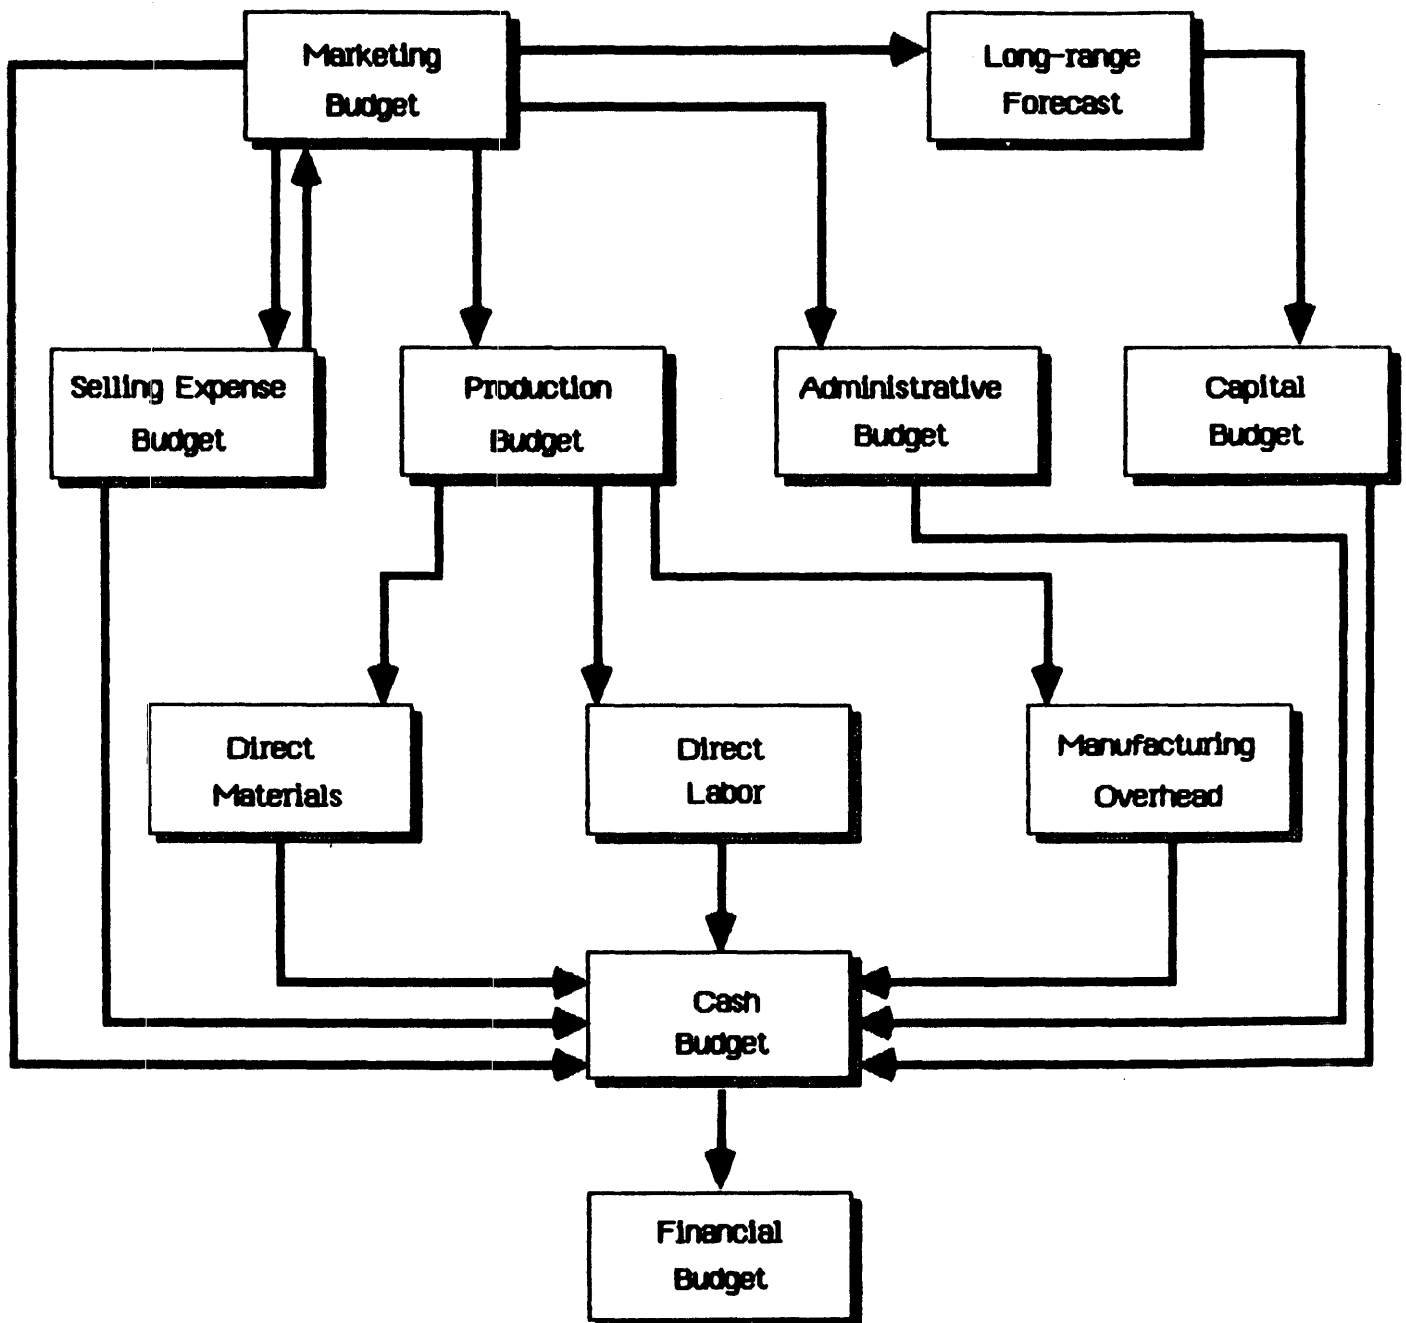 Marketing
Budget
Long-range
Forecast
Selling Expense
Budget
Production
Budget
Administrative
Budget
Capital
Budget
Direct
Materials
Direct
Labor
Manufacturing
Overhead
Cash
Budget
Financial
Budget